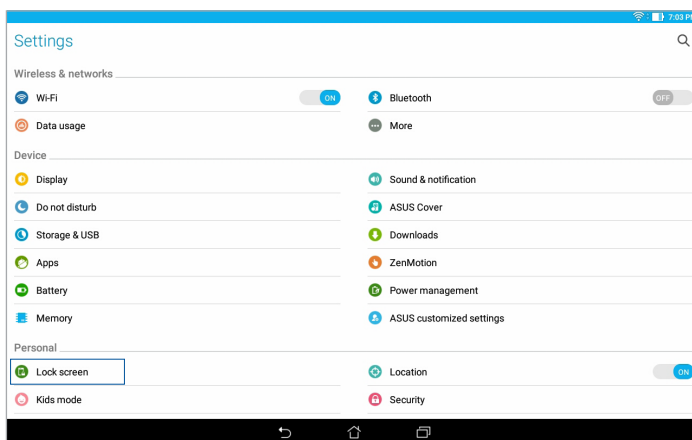 7:03 PM
Settings
Wireless & networks
Wi-Fi ON Bluetooth OFF
Data usage More
Device
Display Sound & notification
Do not disturb ASUS Cover
Storage & USB Downloads
Apps ZenMotion
Battery Power management
Memory ASUS customized settings
Personal
Lock screen Location ON
Kids mode Security